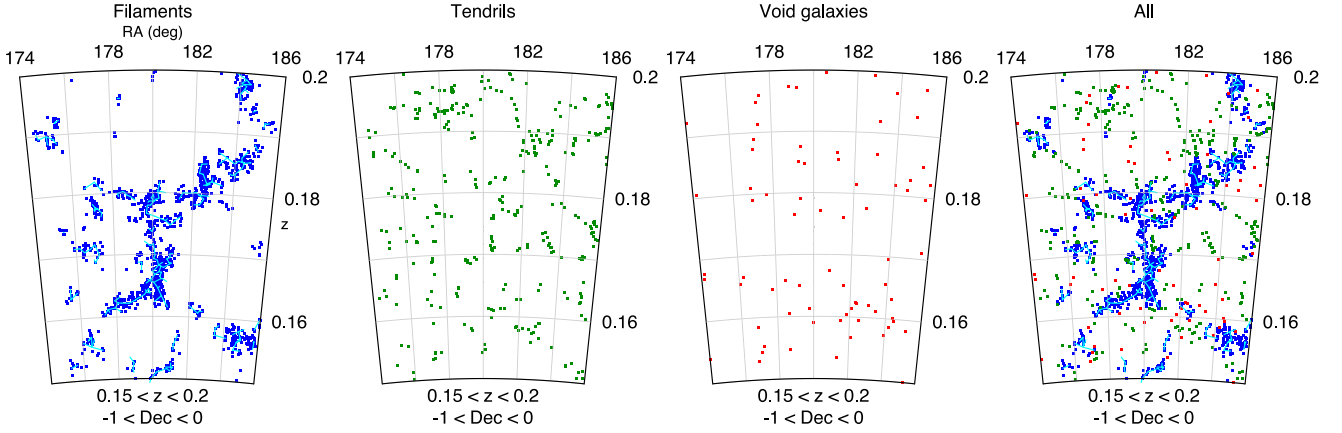 Filaments
RA (deg)
174 178 182 186
0.2
0.18
z
0.16
0.15 < z < 0.2
-1 < Dec < 0
Tendrils
174 178 182 186
0.2
0.18
0.16
0.15 < z < 0.2
-1 < Dec < 0
Void galaxies
174 178 182 186
0.2
0.18
0.16
0.15 < z < 0.2
-1 < Dec < 0
All
174 178 182 186
0.2
0.18
0.16
0.15 < z < 0.2
-1 < Dec < 0